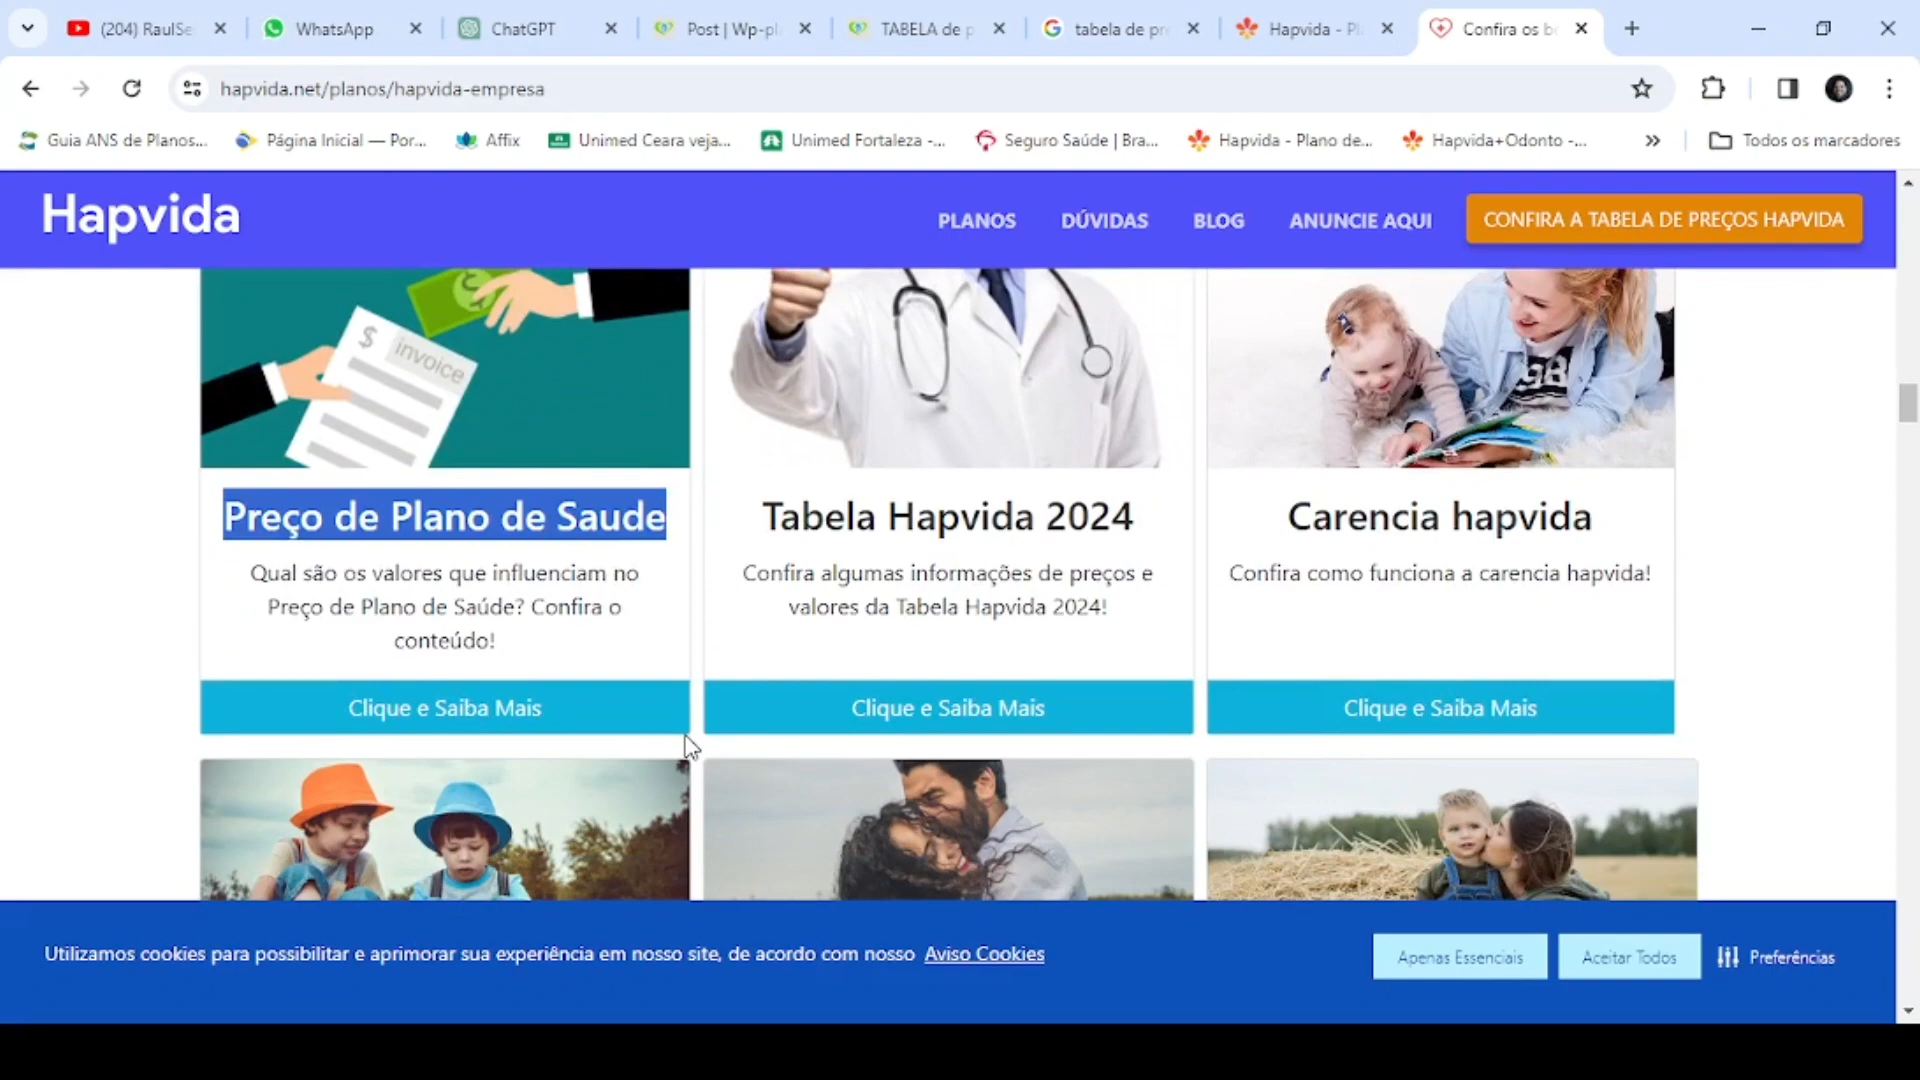 (204) RaulSe
WhatsApp
ChatGPT
Post | Wp-pl
TABELA de p
tabela de pr
Hapvida - Pl
Confira os b
hapvida.net/planos/hapvida-empresa
Guia ANS de Planos...
Página Inicial — Por...
Affix
Unimed Ceara veja...
Unimed Fortaleza -...
Seguro Saúde | Bra...
Hapvida - Plano de...
Hapvida+Odonto -...
»
Todos os marcadores
Hapvida
PLANOS
DÚVIDAS
BLOG
ANUNCIE AQUI
CONFIRA A TABELA DE PREÇOS HAPVIDA
$ invoice
Preço de Plano de Saude
Qual são os valores que influenciam no
Preço de Plano de Saúde? Confira o
conteúdo!
Clique e Saiba Mais
Tabela Hapvida 2024
Confira algumas informações de preços e
valores da Tabela Hapvida 2024!
Clique e Saiba Mais
Carencia hapvida
Confira como funciona a carencia hapvida!
Clique e Saiba Mais
Utilizamos cookies para possibilitar e aprimorar sua experiência em nosso site, de acordo com nosso Aviso Cookies
Apenas Essenciais
Aceitar Todos
Preferências